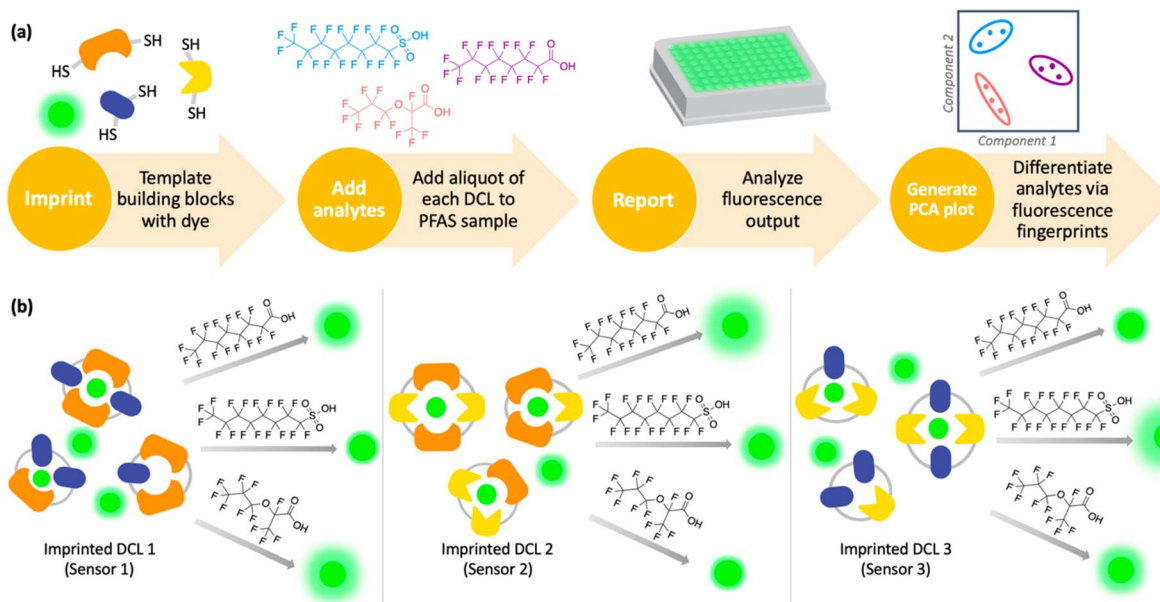 (a)
SH
HS
SH
SH
HS
SH
F F F F F F F F O
F S OH
F O
F F F F F F F F
F F F F F F O
F OH
F
F F F F F F F F
F F F F
F O F O
F OH
F F F F
F F
Component 2
Component 1
Imprint
Template
building blocks
with dye
Add
analytes
Add aliquot of
each DCL to
PFAS sample
Report
Analyze
fluorescence
output
Generate
PCA plot
Differentiate
analytes via
fluorescence
fingerprints
(b)
Imprinted DCL 1
(Sensor 1)
Imprinted DCL 2
(Sensor 2)
Imprinted DCL 3
(Sensor 3)